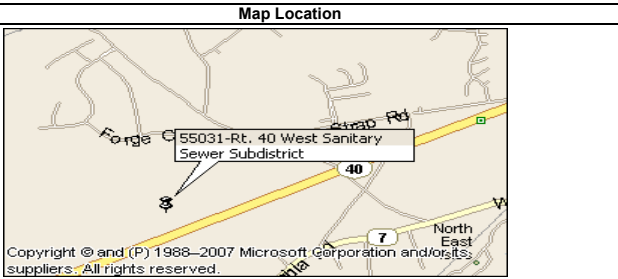 Map Location
Forge
Strap Rd
55031-Rt. 40 West Sanitary
Sewer Subdistrict
40
7
North
East
Copyright © and (P) 1988–2007 Microsoft Corporation and/or its
suppliers. All rights reserved.